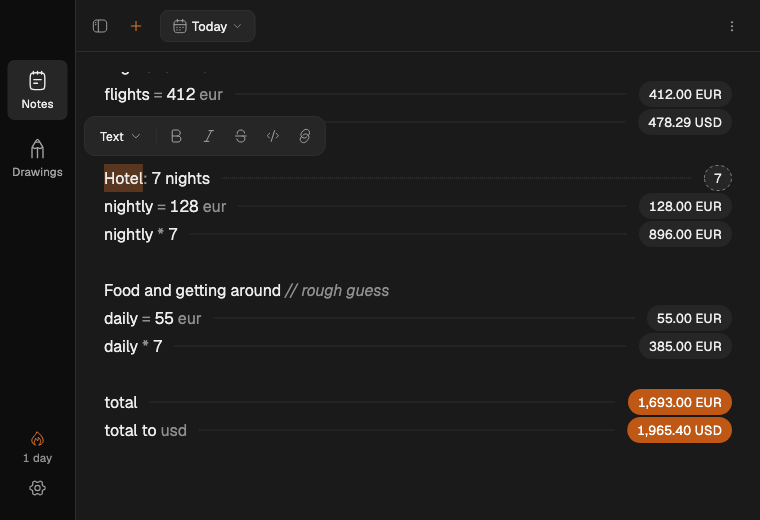 Today
Notes
Drawings
flights = 412 eur
412.00 EUR
478.29 USD
Text
Hotel: 7 nights
7
nightly = 128 eur
128.00 EUR
nightly * 7
896.00 EUR
Food and getting around // rough guess
daily = 55 eur
55.00 EUR
daily * 7
385.00 EUR
total
1,693.00 EUR
total to usd
1,965.40 USD
1 day